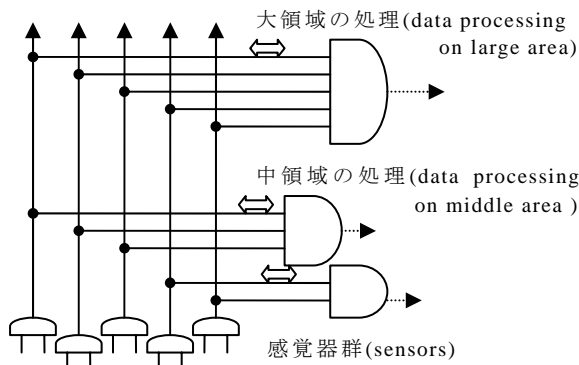 大領域の処理(data processing
on large area)
中領域の処理(data processing
on middle area )
感覚器群(sensors)